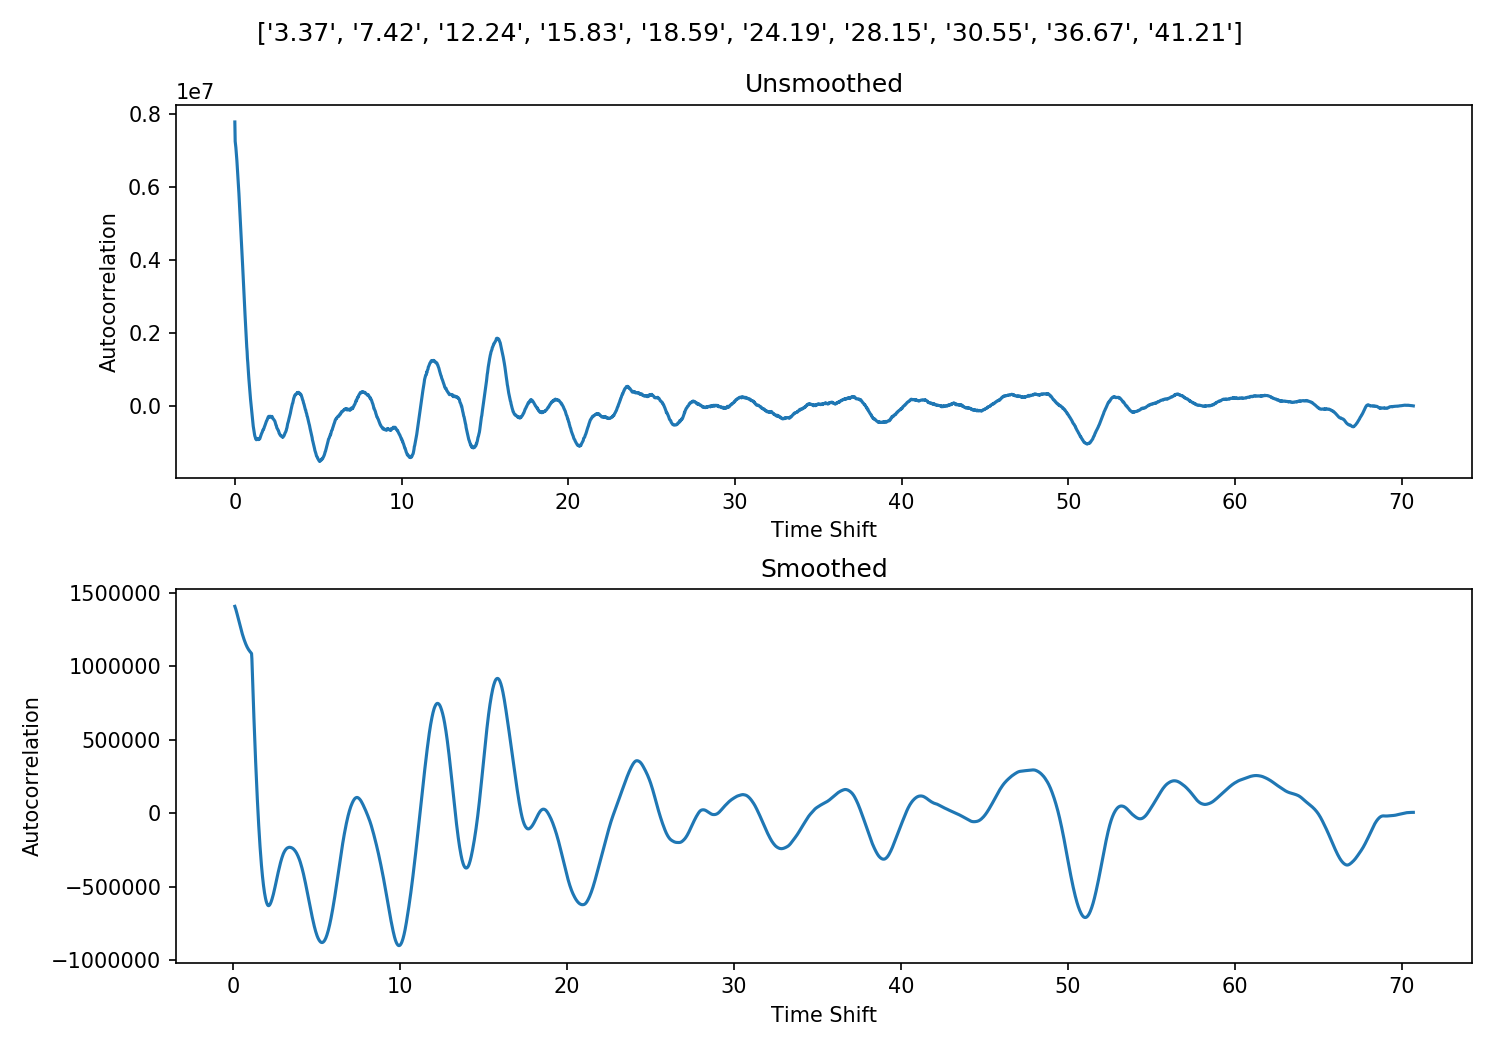 ['3.37', '7.42', '12.24', '15.83', '18.59', '24.19', '28.15', '30.55', '36.67', '41.21']
Unsmoothed
1e7
0.8
0.6
0.4
0.2
0.0
Autocorrelation
0 10 20 30 40 50 60 70
Time Shift
Smoothed
1500000
1000000
500000
0
−500000
−1000000
Autocorrelation
0 10 20 30 40 50 60 70
Time Shift